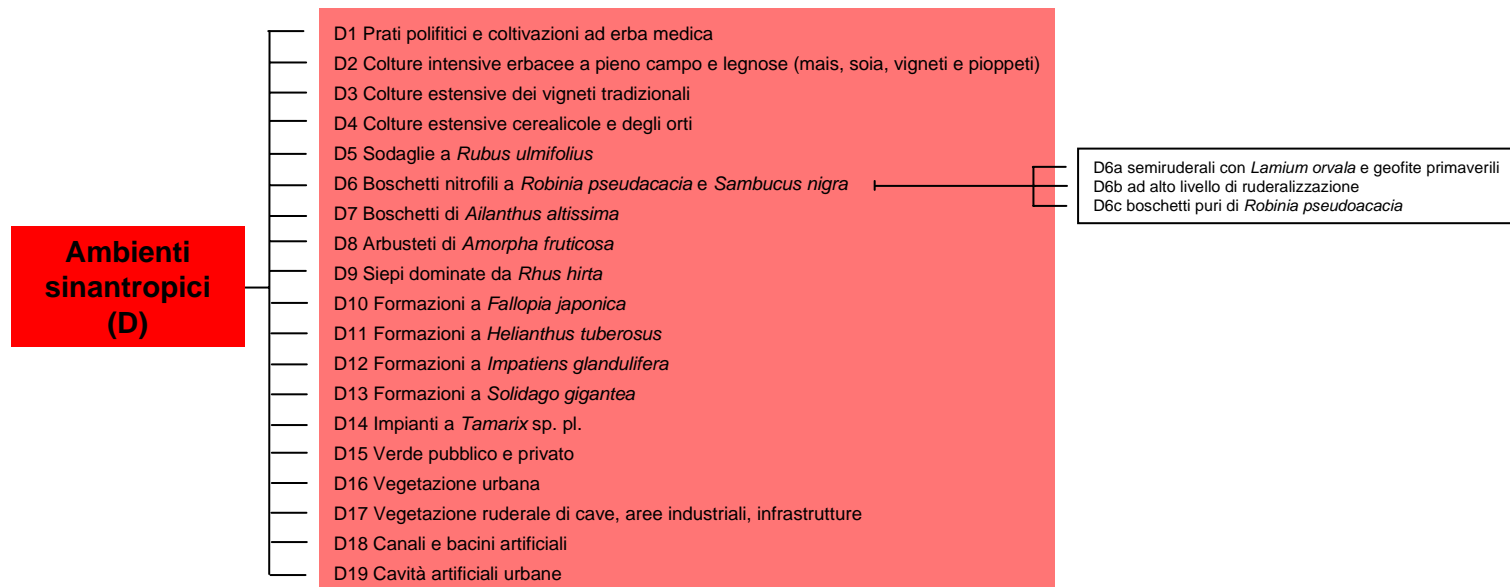 Ambienti
sinantropici
(D)
D1 Prati polifitici e coltivazioni ad erba medica
D2 Colture intensive erbacee a pieno campo e legnose (mais, soia, vigneti e pioppeti)
D3 Colture estensive dei vigneti tradizionali
D4 Colture estensive cerealicole e degli orti
D5 Sodaglie a Rubus ulmifolius
D6 Boschetti nitrofili a Robinia pseudacacia e Sambucus nigra
D7 Boschetti di Ailanthus altissima
D8 Arbusteti di Amorpha fruticosa
D9 Siepi dominate da Rhus hirta
D10 Formazioni a Fallopia japonica
D11 Formazioni a Helianthus tuberosus
D12 Formazioni a Impatiens glandulifera
D13 Formazioni a Solidago gigantea
D14 Impianti a Tamarix sp. pl.
D15 Verde pubblico e privato
D16 Vegetazione urbana
D17 Vegetazione ruderale di cave, aree industriali, infrastrutture
D18 Canali e bacini artificiali
D19 Cavità artificiali urbane
D6a semiruderali con Lamium orvala e geofite primaverili
D6b ad alto livello di ruderalizzazione
D6c boschetti puri di Robinia pseudoacacia